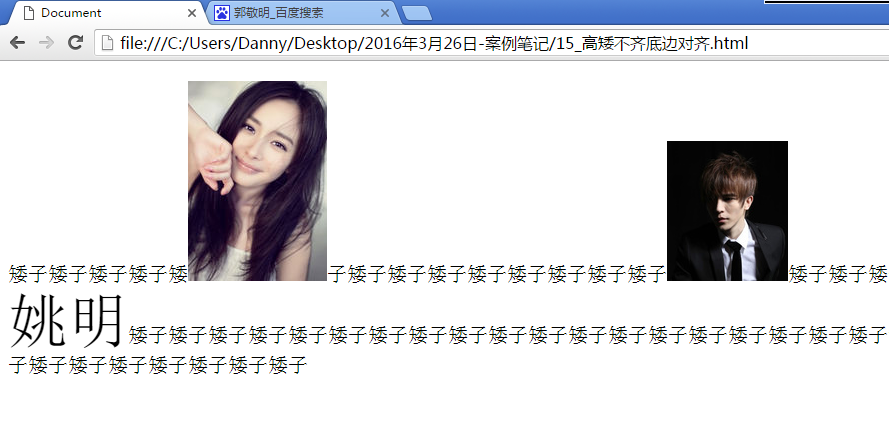 Document
郭敬明_百度搜索
file:///C:/Users/Danny/Desktop/2016年3月26日-案例笔记/15_高矮不齐底边对齐.html
矮子矮子矮子矮子矮 子矮子矮子矮子矮子矮子矮子矮子矮子 矮子矮子矮
姚明 矮子矮子矮子矮子矮子矮子矮子矮子矮子矮子矮子矮子矮子矮子矮子矮子矮子矮子矮子
子矮子矮子矮子矮子矮子矮子矮子